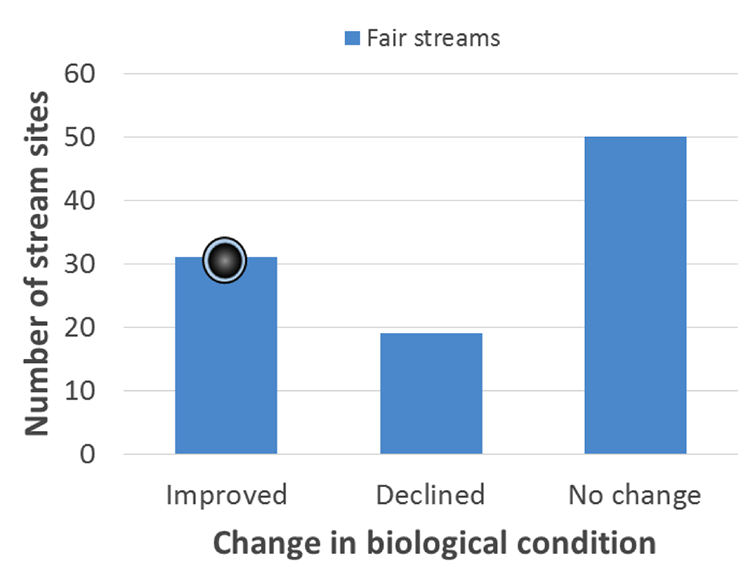 Fair streams
60
50
40
30
20
10
0
Number of stream sites
Improved Declined No change
Change in biological condition